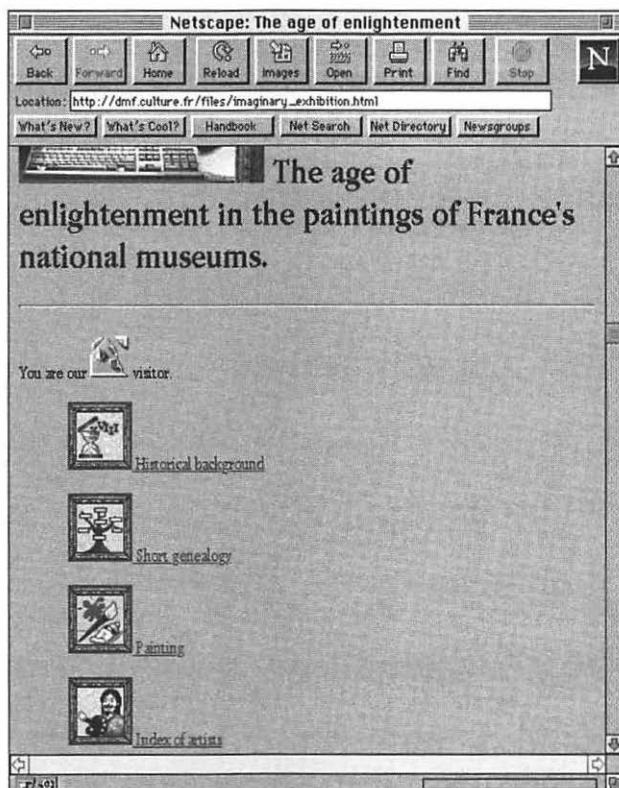 Netscape: The age of enlightenment
Back Forward Home Reload Images Open Print Find Stop N
Location: http://dmf.culture.fr/files/imaginary_exhibition.html
What's New? What's Cool? Handbook Net Search Net Directory Newsgroups
The age of
enlightenment in the paintings of France's
national museums.
You are our visitor.
Historical background
Short genealogy
Painting
Index of artists